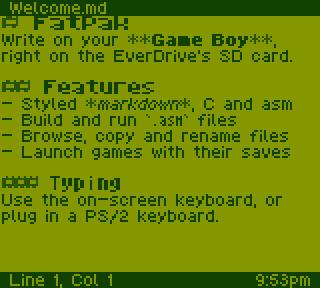 Welcome.md
# FatPak
Write on your **Game Boy**,
right on the EverDrive's SD card.
## Features
- Styled *markdown*, C and asm
- Build and run `.asm` files
- Browse, copy and rename files
- Launch games with their saves
### Typing
Use the on-screen keyboard, or
plug in a PS/2 keyboard.
Line 1, Col 1 9:53pm